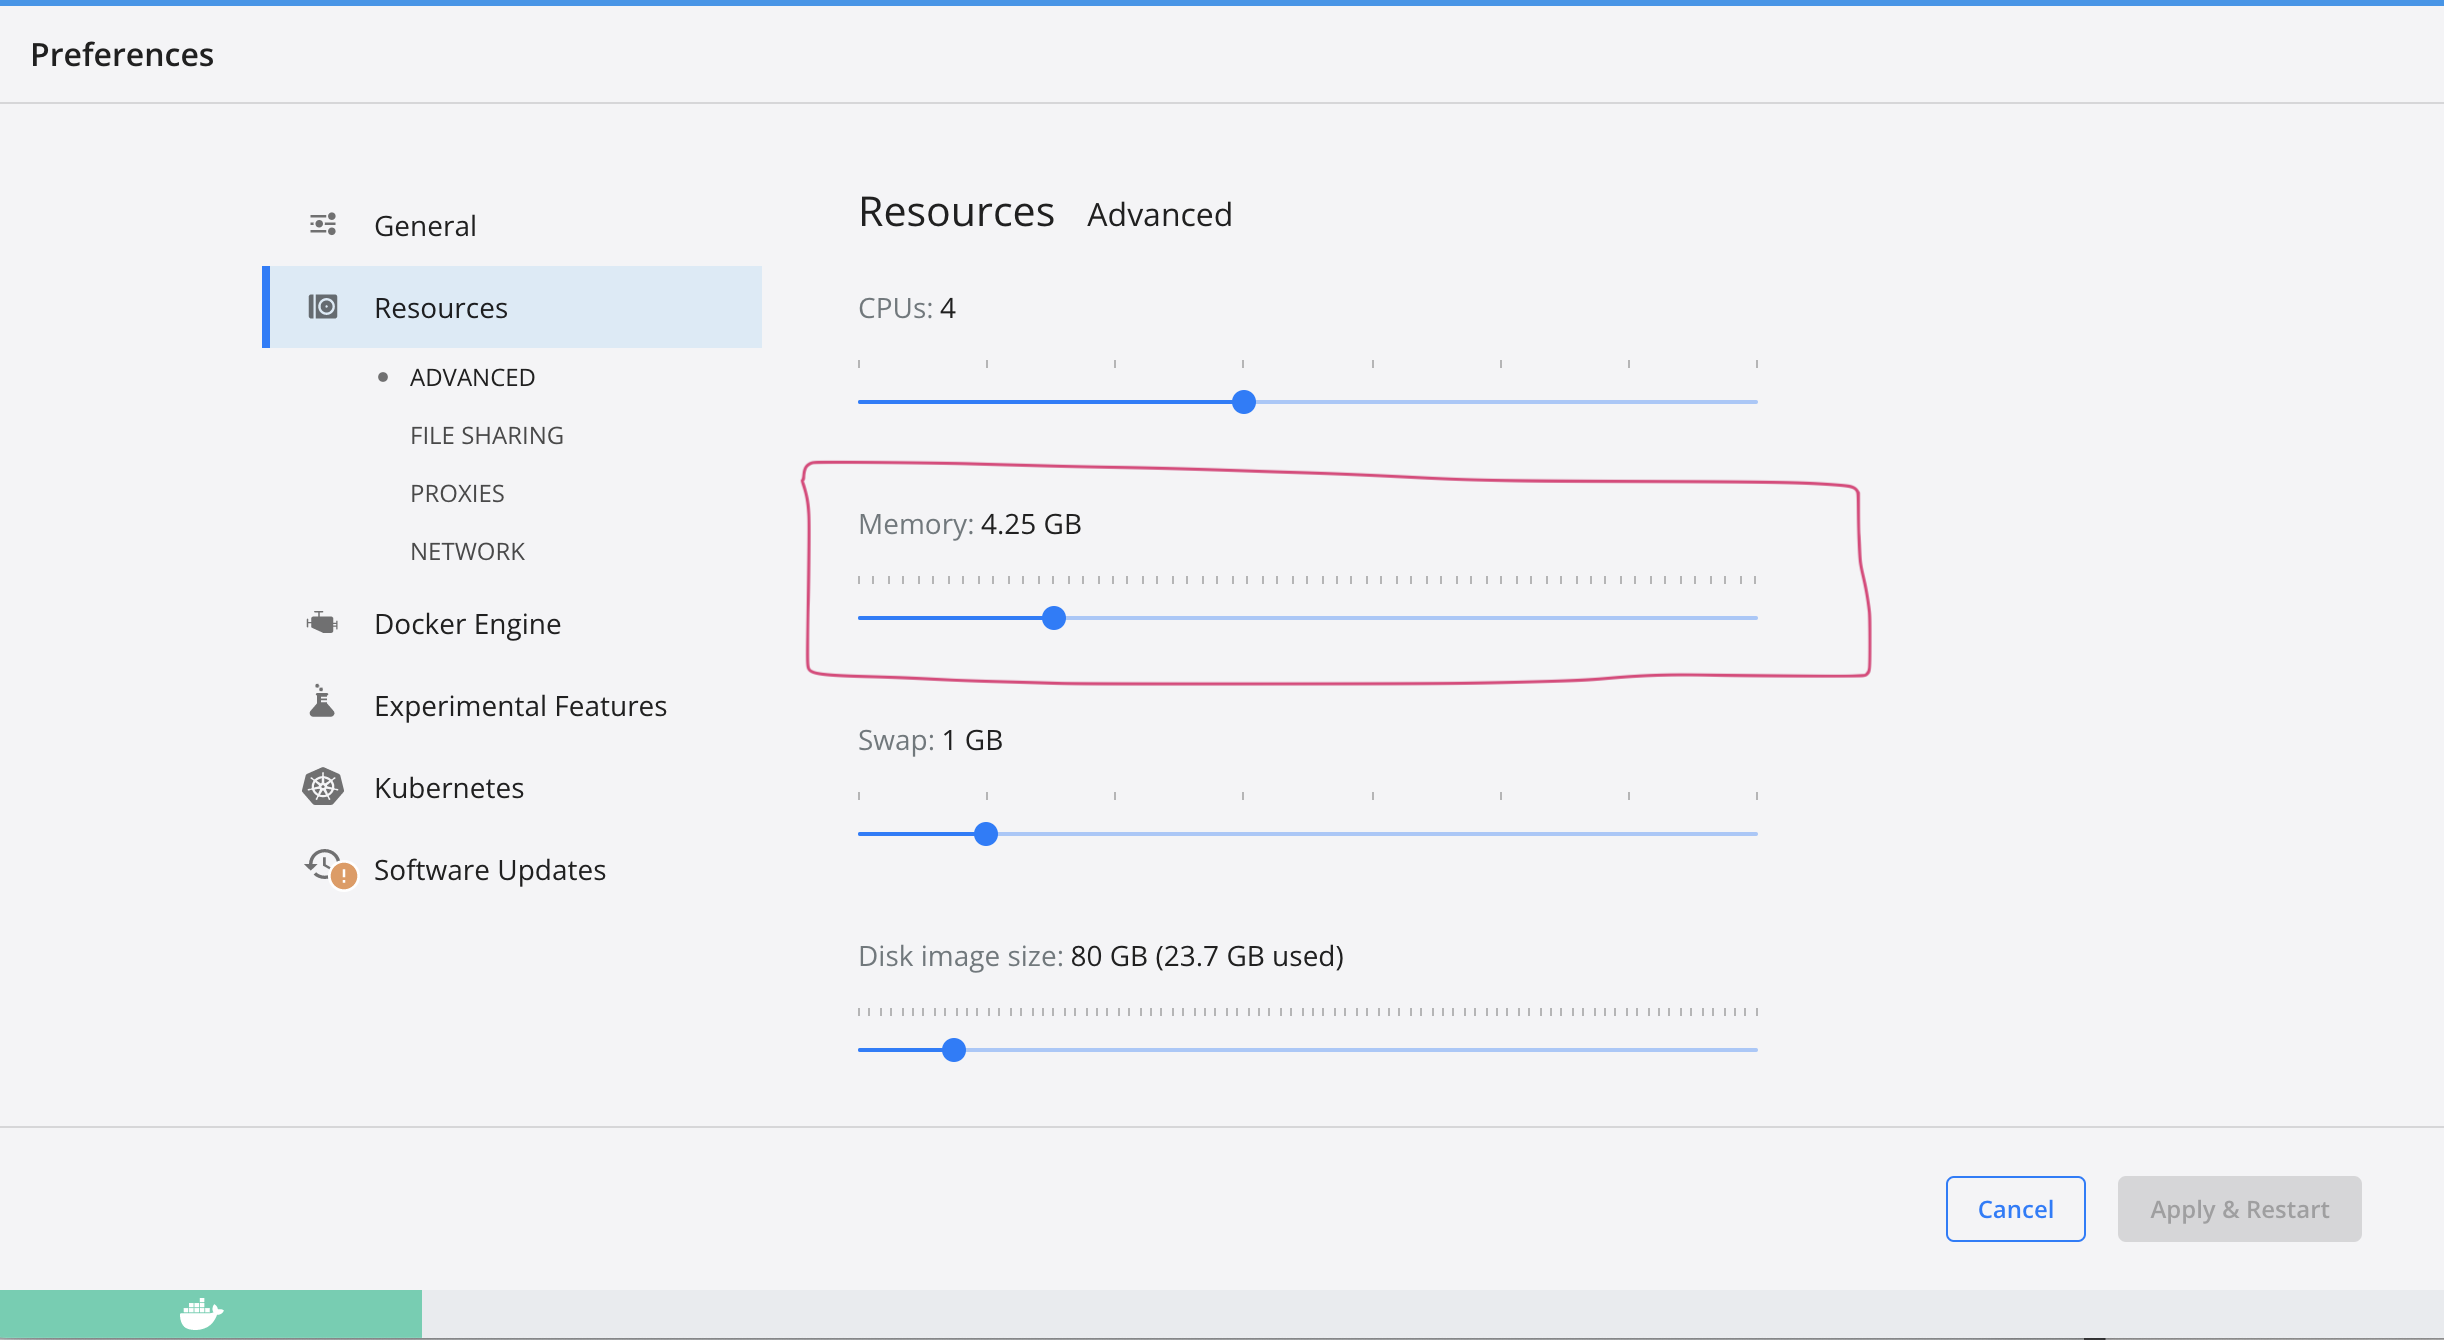 Preferences
General
Resources
ADVANCED
FILE SHARING
PROXIES
NETWORK
Docker Engine
Experimental Features
Kubernetes
Software Updates
Resources Advanced
CPUs: 4
Memory: 4.25 GB
Swap: 1 GB
Disk image size: 80 GB (23.7 GB used)
Cancel
Apply & Restart